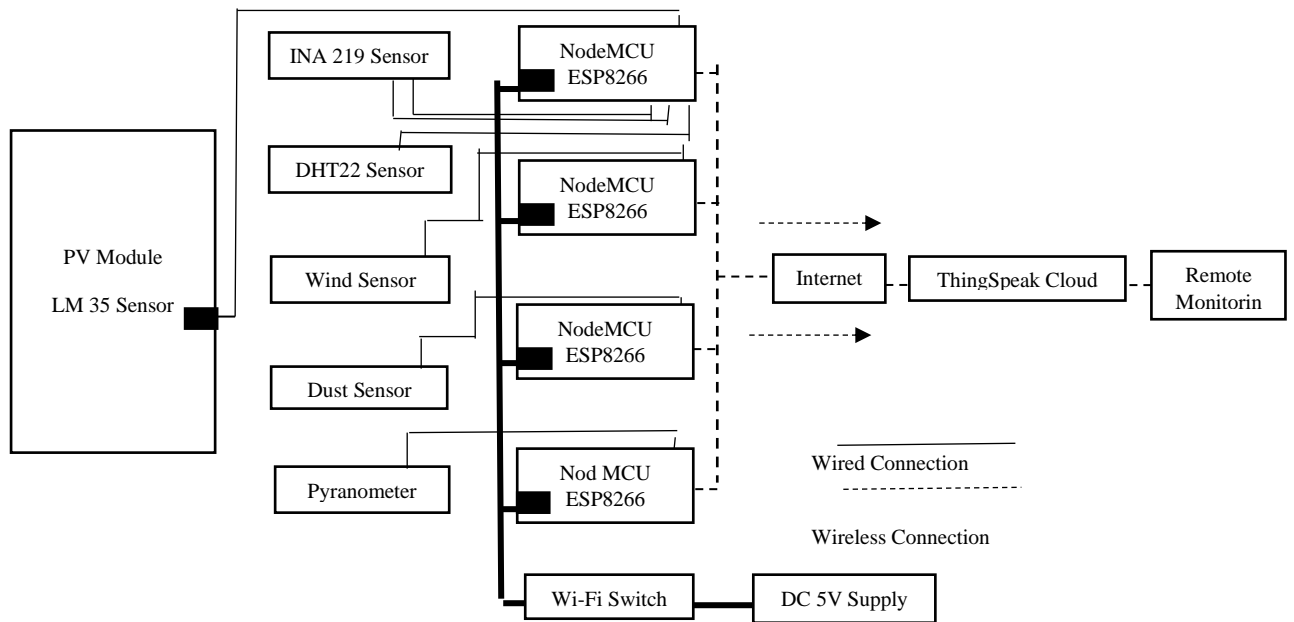 INA 219 Sensor
NodeMCU
ESP8266
DHT22 Sensor
NodeMCU
ESP8266
PV Module
LM 35 Sensor
Wind Sensor
Internet
ThingSpeak Cloud
Remote
Monitorin
NodeMCU
ESP8266
Dust Sensor
Nod MCU
ESP8266
Pyranometer
Wired Connection
Wireless Connection
Wi-Fi Switch
DC 5V Supply